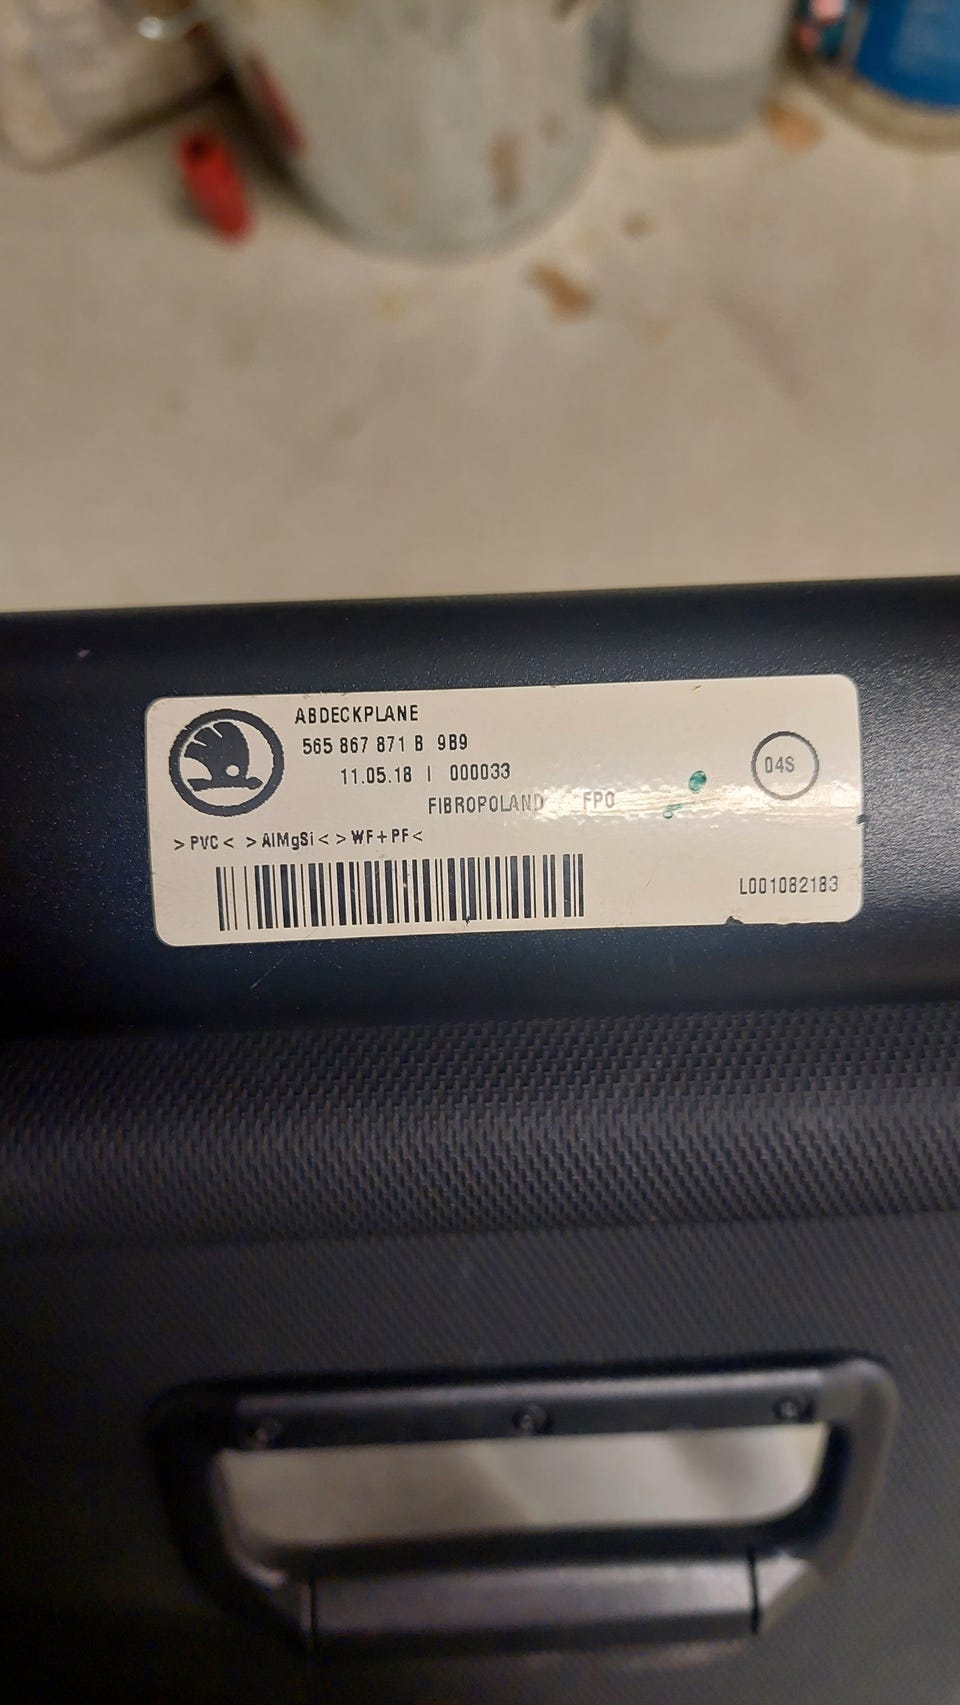 ABDECKPLANE
565 867 871 B 9B9
11.05.18 | 000033
04S
FIBROPOLAND FPO
>PVC< >AlMgSi< >WF+PF<
L001082183